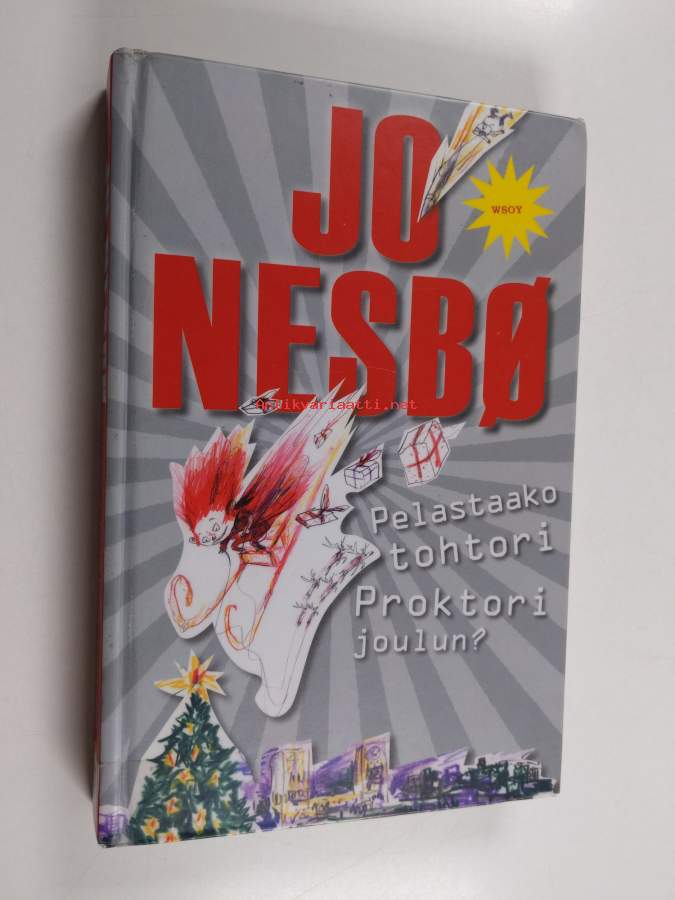 JO
NESBØ
WSOY
Antikvariaatti.net
Pelastaako
tohtori
Proktori
joulun?